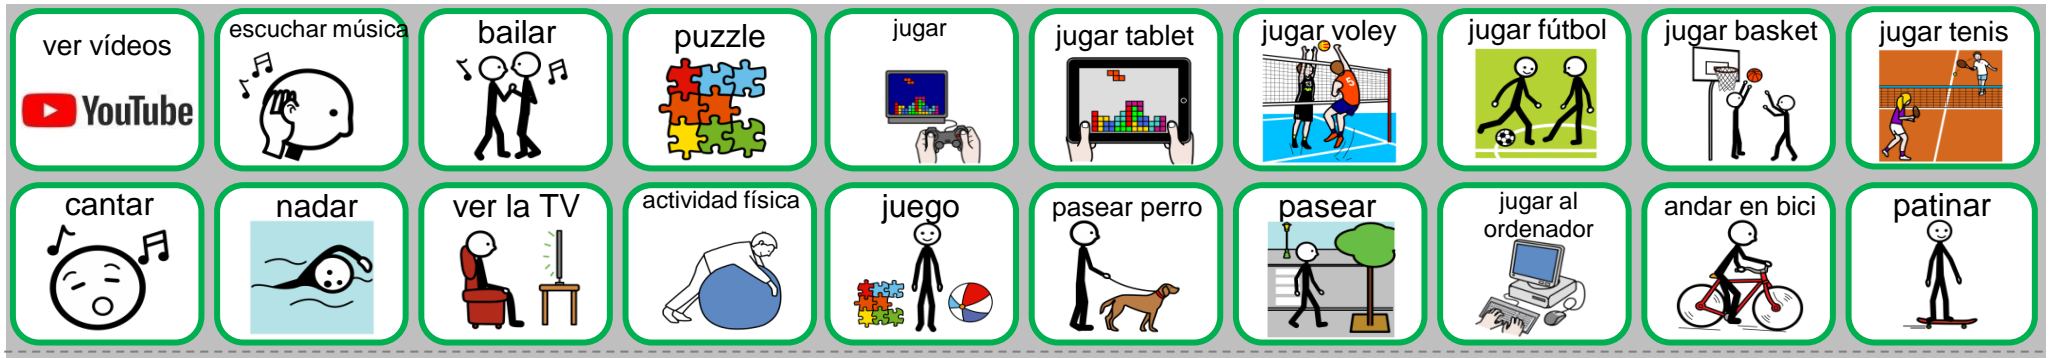 ver vídeos
YouTube
escuchar música
bailar
puzzle
jugar
jugar tablet
jugar voley
5
jugar fútbol
jugar basket
jugar tenis
cantar
nadar
ver la TV
actividad física
juego
pasear perro
pasear
jugar al
ordenador
andar en bici
patinar